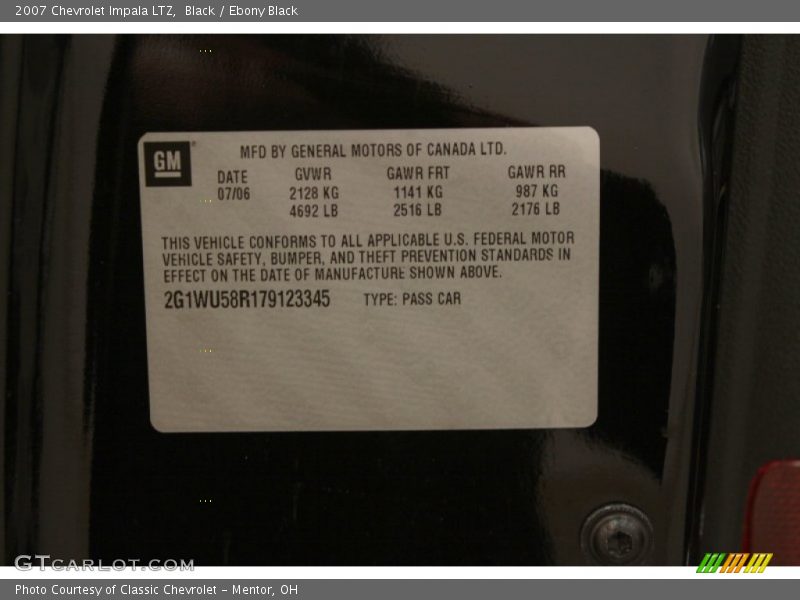 2007 Chevrolet Impala LTZ, Black / Ebony Black
GM
MFD BY GENERAL MOTORS OF CANADA LTD.
DATE GVWR GAWR FRT GAWR RR
07/06 2128 KG 1141 KG 987 KG
4692 LB 2516 LB 2176 LB
THIS VEHICLE CONFORMS TO ALL APPLICABLE U.S. FEDERAL MOTOR
VEHICLE SAFETY, BUMPER, AND THEFT PREVENTION STANDARDS IN
EFFECT ON THE DATE OF MANUFACTURE SHOWN ABOVE.
2G1WU58R179123345 TYPE: PASS CAR
GTCARLOT.COM
Photo Courtesy of Classic Chevrolet - Mentor, OH